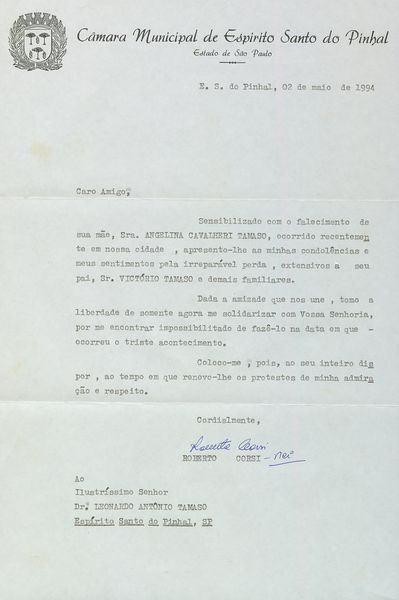 Câmara Municipal de Espírito Santo do Pinhal
Estado de São Paulo
E. S. do Pinhal, 02 de maio de 1994
Caro Amigo,
Sensibilizado com o falecimento de
sua mãe, Sra. ANGELINA CAVALHERI TAMASO, ocorrido recentemen
te em nossa cidade , apresento-lhe as minhas condolências e
meus sentimentos pela irreparável perda , extensivos a seu
pai, Sr. VICTÓRIO TAMASO e demais familiares.
Dada a amizade que nos une , tomo a
liberdade de somente agora me solidarizar com Vossa Senhoria,
por me encontrar impossibilitado de fazê-lo na data em que -
ocorreu o triste acontecimento.
Coloco-me , pois, ao seu inteiro dis
por , ao tempo em que renovo-lhe os protestos de minha admira
ção e respeito.
Cordialmente,
ROBERTO CORSI
Ao
Ilustríssimo Senhor
Dr. LEONARDO ANTÔNIO TAMASO
Espírito Santo do Pinhal, SP